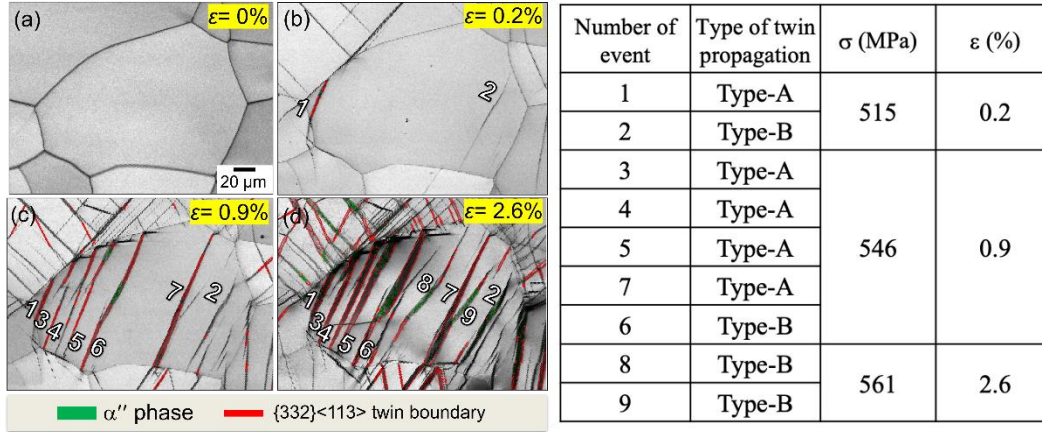 (a)
ε= 0%
20 μm
(b)
ε= 0.2%
1
2
(c)
ε= 0.9%
1
3
4
5
6
7
2
(d)
ε= 2.6%
1
3
4
5
6
8
7
9
2
α″ phase
{332}<113> twin boundary
Number of event Type of twin propagation σ (MPa) ε (%)
1 Type-A 515 0.2
2 Type-B
3 Type-A 546 0.9
4 Type-A
5 Type-A
7 Type-A
6 Type-B
8 Type-B 561 2.6
9 Type-B